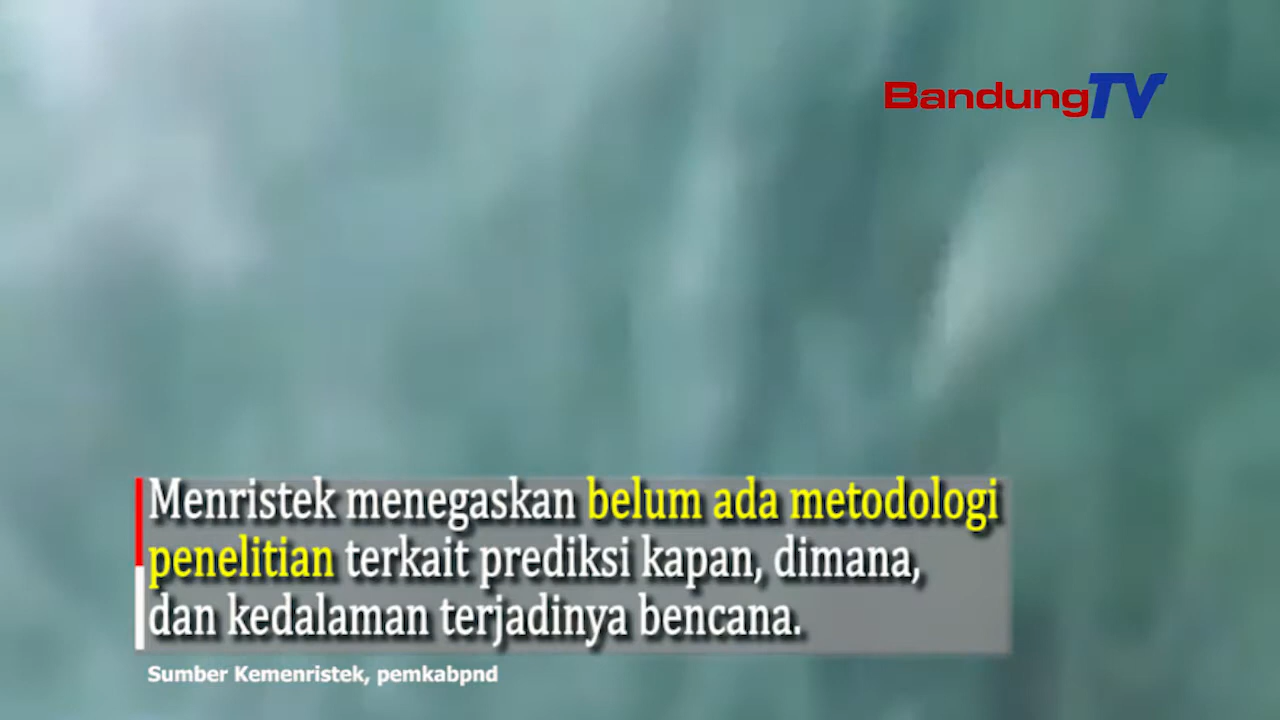 BandungTV
Menristek menegaskan belum ada metodologi
penelitian terkait prediksi kapan, dimana,
dan kedalaman terjadinya bencana.
Sumber Kemenristek, pemkabpnd